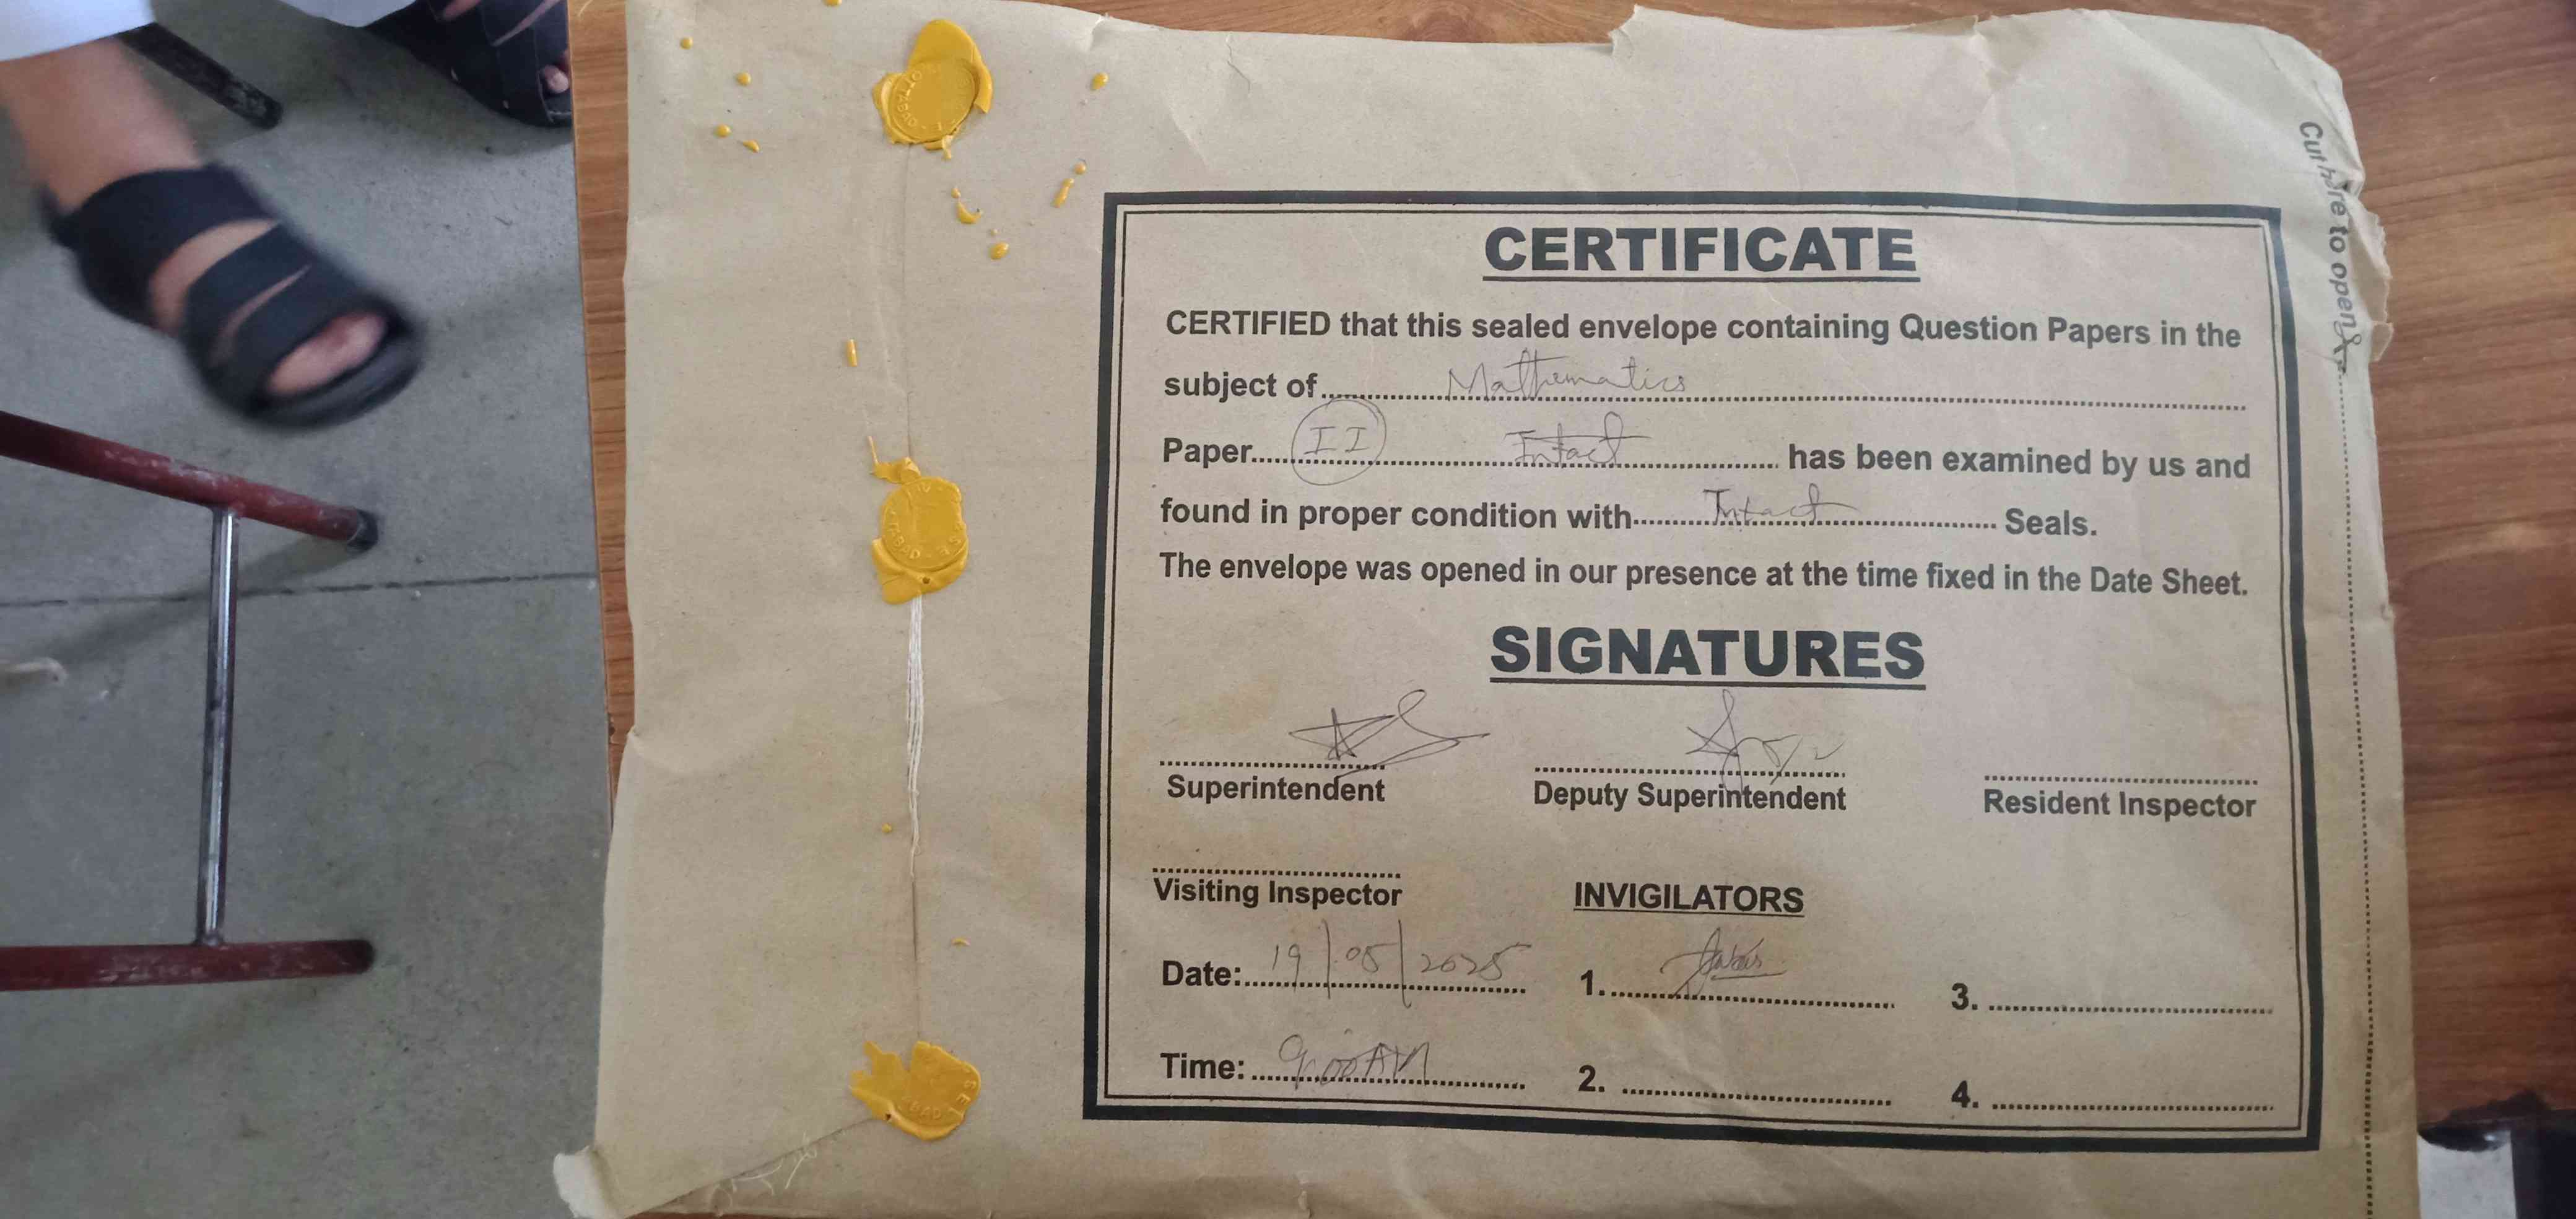 CERTIFICATE
CERTIFIED that this sealed envelope containing Question Papers in the
subject of Mathematics
Paper II Intact has been examined by us and
found in proper condition with Intact Seals.
The envelope was opened in our presence at the time fixed in the Date Sheet.
SIGNATURES
Superintendent Deputy Superintendent Resident Inspector
Visiting Inspector INVIGILATORS
Date: 19/05/2025 1. 3.
Time: 9:00AM 2. 4.
Cut here to open